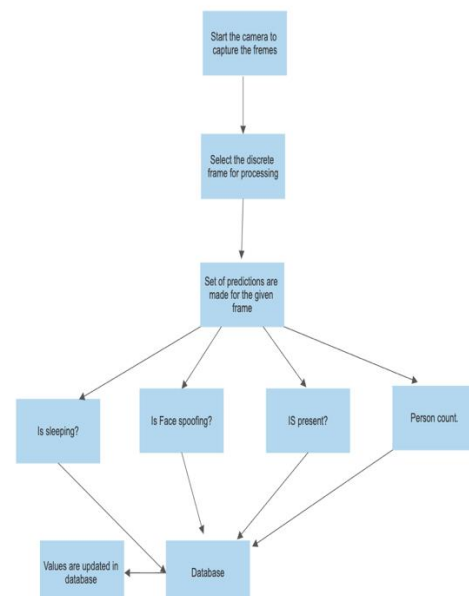 Start the camera to
capture the fremes
Select the discrete
frame for processing
Set of predictions are
made for the given
frame
Is sleeping?
Is Face spoofing?
IS present?
Person count.
Values are updated in
database
Database